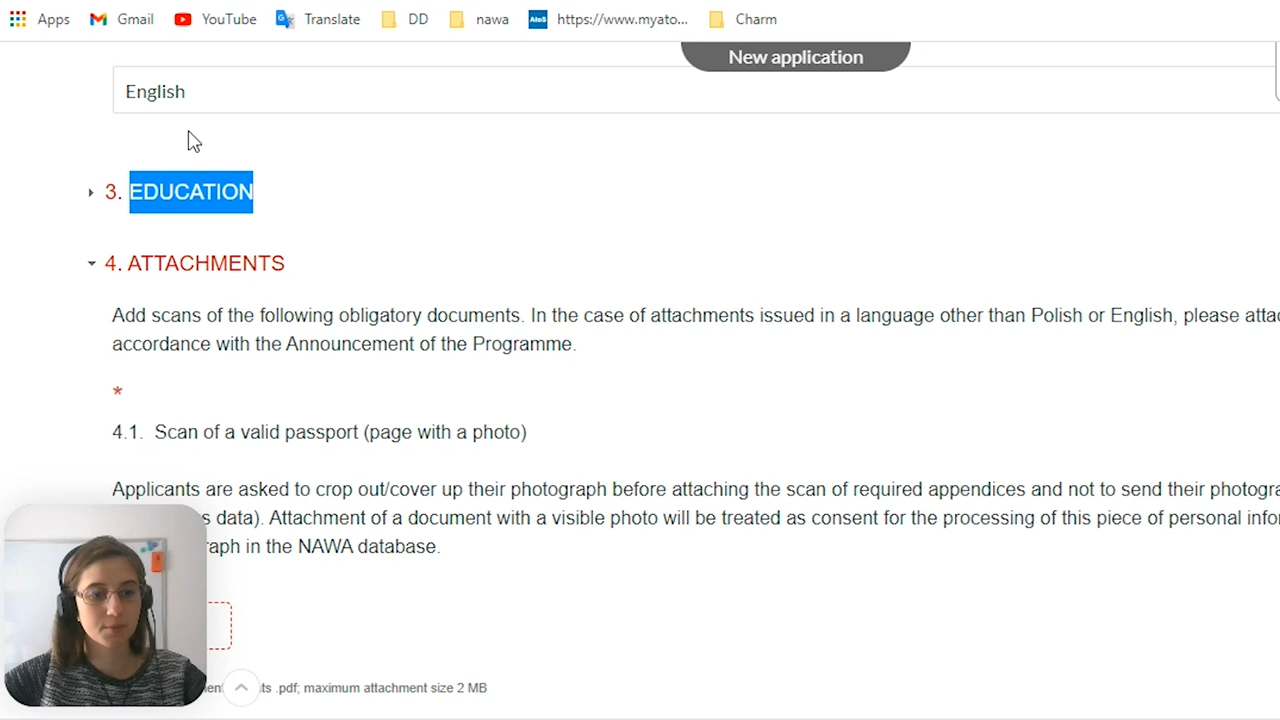 Apps Gmail YouTube Translate DD nawa https://www.myato... Charm
New application
English
3. EDUCATION
4. ATTACHMENTS
Add scans of the following obligatory documents. In the case of attachments issued in a language other than Polish or English, please
accordance with the Announcement of the Programme.
*
4.1. Scan of a valid passport (page with a photo)
Applicants are asked to crop out/cover up their photograph before attaching the scan of required appendices and not to send their
s data). Attachment of a document with a visible photo will be treated as consent for the processing of this piece of personal
raph in the NAWA database.
ts .pdf; maximum attachment size 2 MB